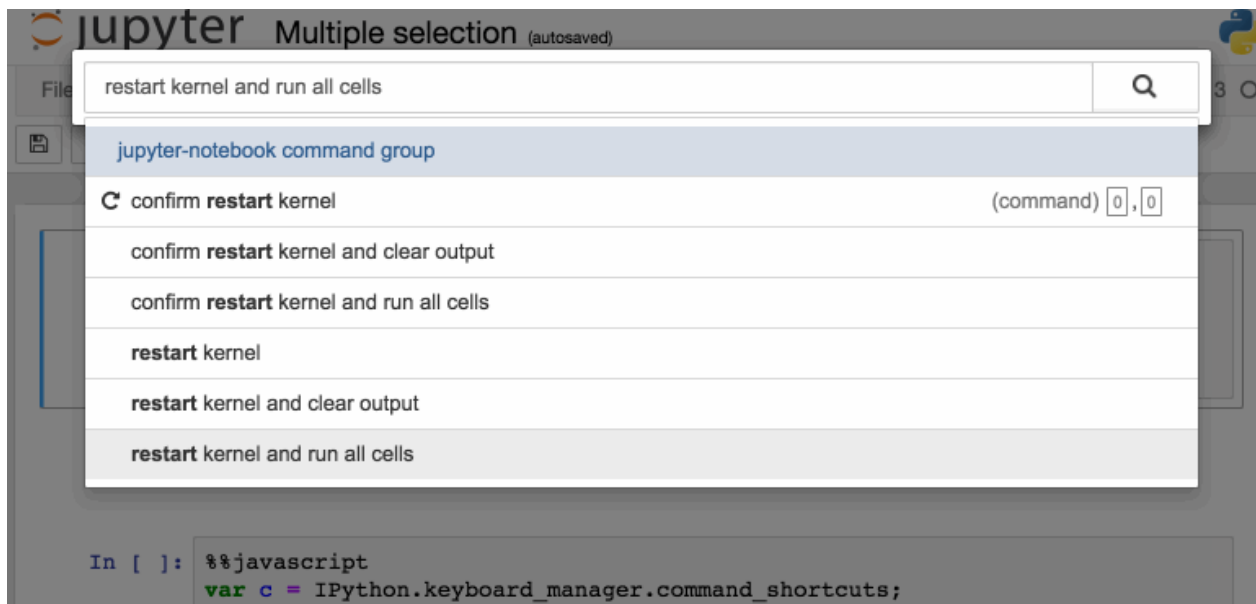 jupyter Multiple selection (autosaved)
File
restart kernel and run all cells
3
jupyter-notebook command group
confirm restart kernel (command) 0,0
confirm restart kernel and clear output
confirm restart kernel and run all cells
restart kernel
restart kernel and clear output
restart kernel and run all cells
In [ ]: %%javascript
var c = IPython.keyboard_manager.command_shortcuts;